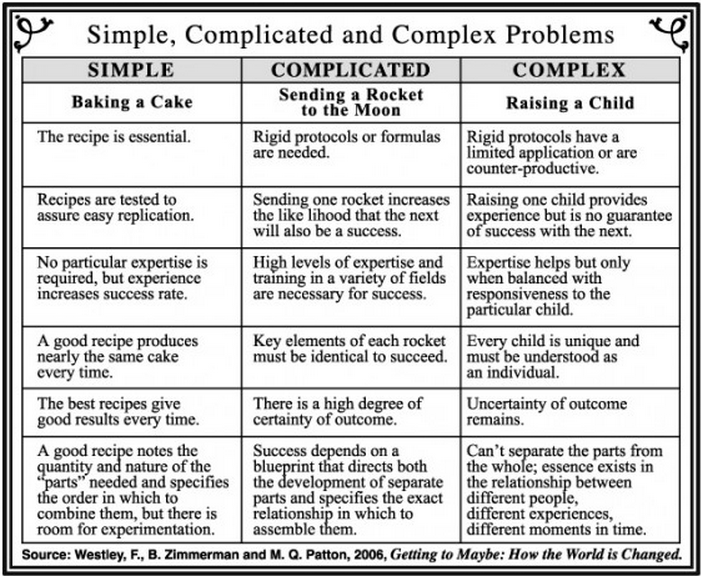 Simple, Complicated and Complex Problems
SIMPLE
COMPLICATED
COMPLEX
Baking a Cake
Sending a Rocket
to the Moon
Raising a Child
The recipe is essential.
Rigid protocols or formulas
are needed.
Rigid protocols have a
limited application or are
counter-productive.
Recipes are tested to
assure easy replication.
Sending one rocket increases
the like lihood that the next
will also be a success.
Raising one child provides
experience but is no guarantee
of success with the next.
No particular expertise is
required, but experience
increases success rate.
High levels of expertise and
training in a variety of fields
are necessary for success.
Expertise helps but only
when balanced with
responsiveness to the
particular child.
A good recipe produces
nearly the same cake
every time.
Key elements of each rocket
must be identical to succeed.
Every child is unique and
must be understood as
an individual.
The best recipes give
good results every time.
There is a high degree of
certainty of outcome.
Uncertainty of outcome
remains.
A good recipe notes the
quantity and nature of the
“parts” needed and specifies
the order in which to
combine them, but there is
room for experimentation.
Success depends on a
blueprint that directs both
the development of separate
parts and specifies the exact
relationship in which to
assemble them.
Can’t separate the parts from
the whole; essence exists in
the relationship between
different people,
different experiences,
different moments in time.
Source: Westley, F., B. Zimmerman and M. Q. Patton, 2006, Getting to Maybe: How the World is Changed.